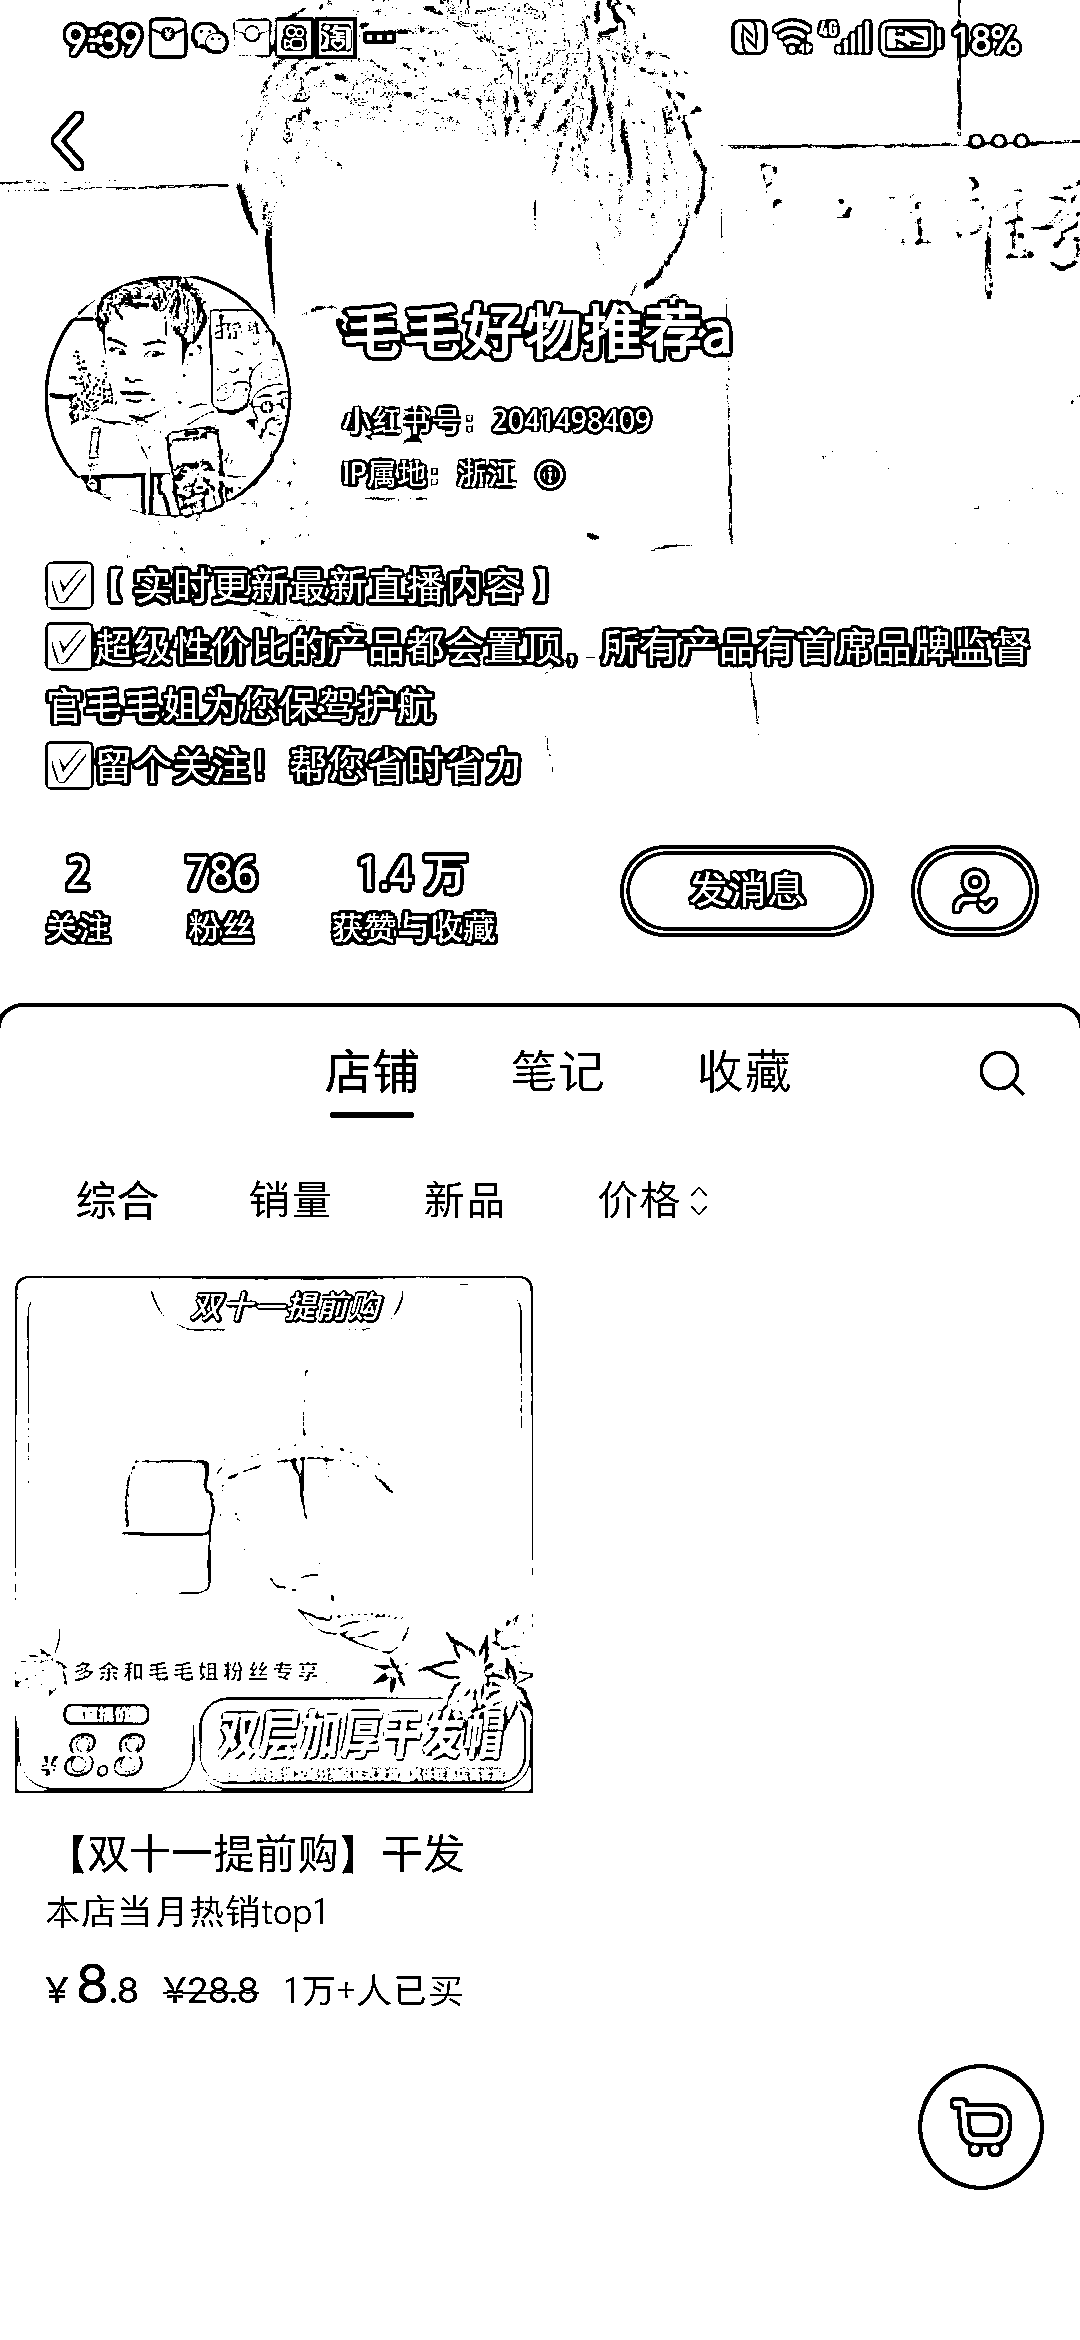 9:39 淘 4G 18%
毛毛好物推荐a
小红书号：2041498409
IP属地：浙江
【实时更新最新直播内容】
超级性价比的产品都会置顶，所有产品有首席品牌监督
官毛毛姐为您保驾护航
留个关注！帮您省时省力
2 786 1.4 万
关注 粉丝 获赞与收藏
发消息
店铺 笔记 收藏
综合 销量 新品 价格
双十一提前购
多余和毛毛姐粉丝专享
¥8.8
双层加厚干发帽
【双十一提前购】干发
本店当月热销top1
¥8.8 ¥28.8 1万+人已买